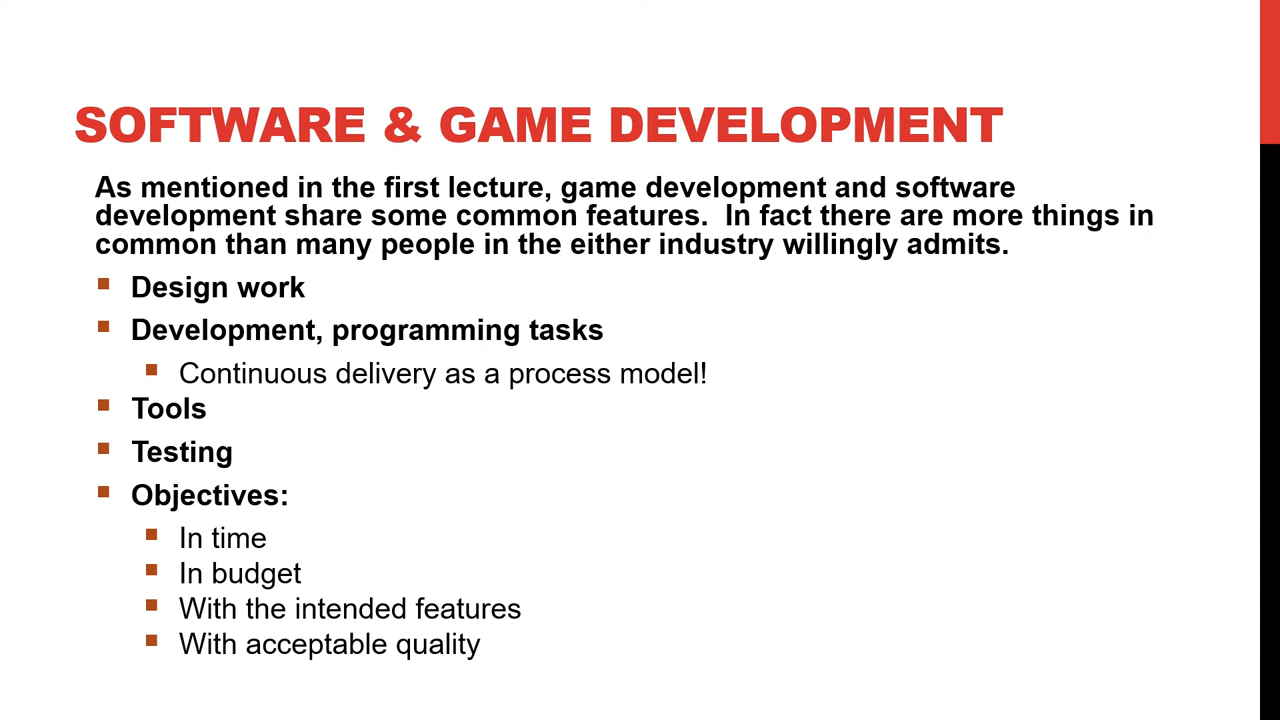 SOFTWARE & GAME DEVELOPMENT
As mentioned in the first lecture, game development and software
development share some common features.  In fact there are more things in
common than many people in the either industry willingly admits.
Design work
Development, programming tasks
Continuous delivery as a process model!
Tools
Testing
Objectives:
In time
In budget
With the intended features
With acceptable quality